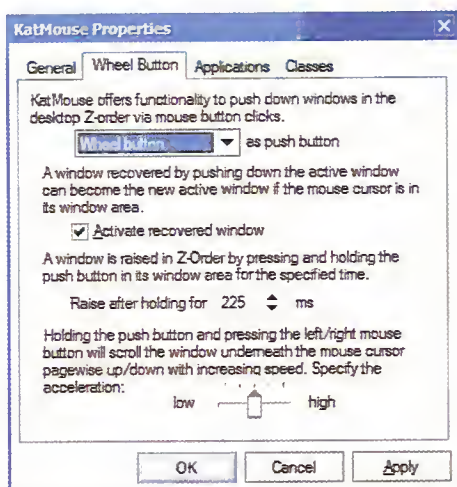 KatMouse Properties
General Wheel Button Applications Classes
KatMouse offers functionality to push down windows in the
desktop Z-order via mouse button clicks.
Wheel button as push button
A window recovered by pushing down the active window
can become the new active window if the mouse cursor is in
its window area.
Activate recovered window
A window is raised in Z-Order by pressing and holding the
push button in its window area for the specified time.
Raise after holding for 225 ms
Holding the push button and pressing the left/right mouse
button will scroll the window underneath the mouse cursor
pagewise up/down with increasing speed. Specify the
acceleration:
low high
OK Cancel Apply